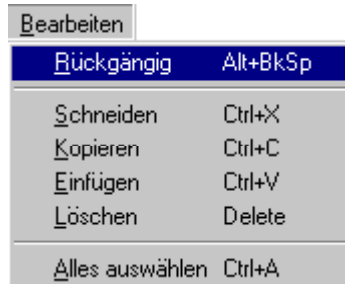 Bearbeiten
Rückgängig Alt+BkSp
Schneiden Ctrl+X
Kopieren Ctrl+C
Einfügen Ctrl+V
Löschen Delete
Alles auswählen Ctrl+A